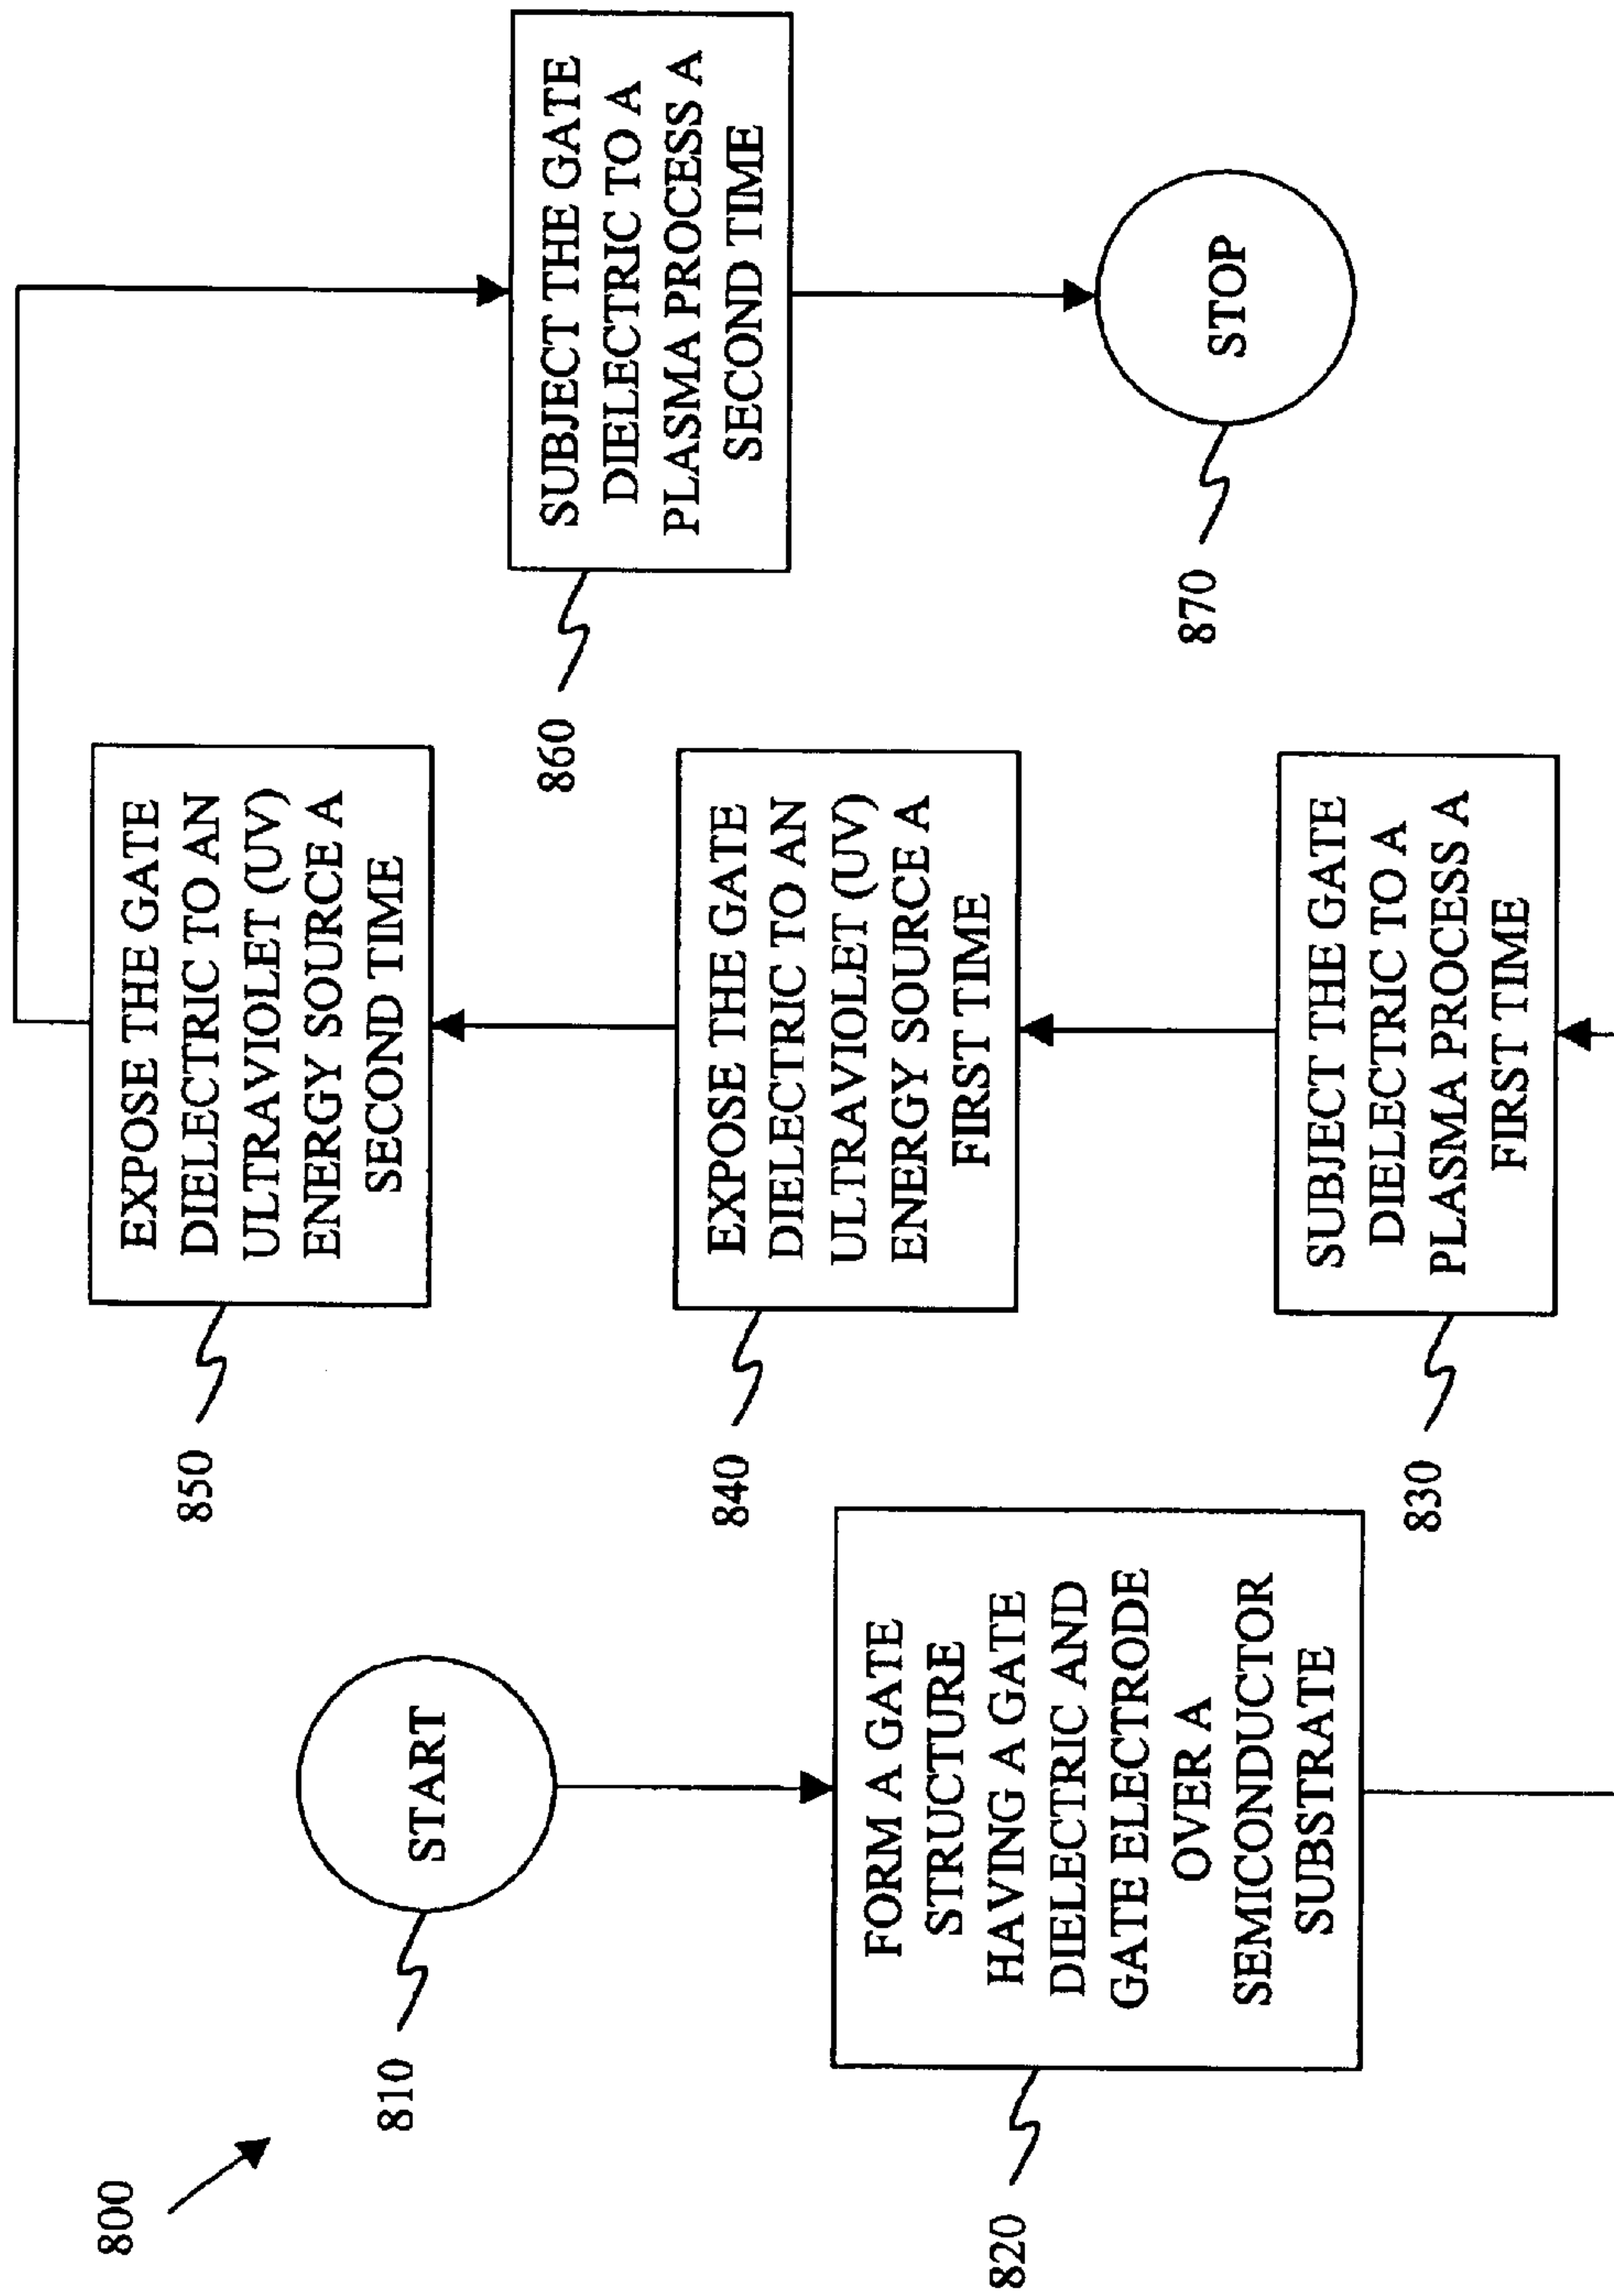 800
810
START
820
FORM A GATE
STRUCTURE
HAVING A GATE
DIELECTRIC AND
GATE ELECTRODE
OVER A
SEMICONDUCTOR
SUBSTRATE
830
SUBJECT THE GATE
DIELECTRIC TO A
PLASMA PROCESS A
FIRST TIME
840
EXPOSE THE GATE
DIELECTRIC TO AN
ULTRAVIOLET (UV)
ENERGY SOURCE A
FIRST TIME
850
EXPOSE THE GATE
DIELECTRIC TO AN
ULTRAVIOLET (UV)
ENERGY SOURCE A
SECOND TIME
860
SUBJECT THE GATE
DIELECTRIC TO A
PLASMA PROCESS A
SECOND TIME
870
STOP